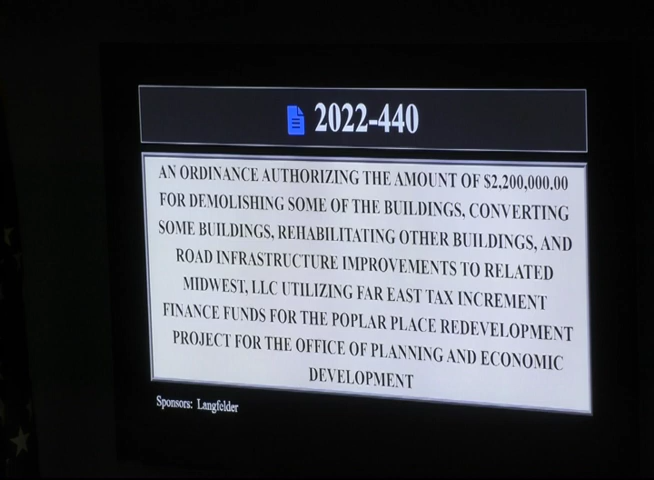 2022-440
AN ORDINANCE AUTHORIZING THE AMOUNT OF $2,200,000.00
FOR DEMOLISHING SOME OF THE BUILDINGS, CONVERTING
SOME BUILDINGS, REHABILITATING OTHER BUILDINGS, AND
ROAD INFRASTRUCTURE IMPROVEMENTS TO RELATED
MIDWEST, LLC UTILIZING FAR EAST TAX INCREMENT
FINANCE FUNDS FOR THE POPLAR PLACE REDEVELOPMENT
PROJECT FOR THE OFFICE OF PLANNING AND ECONOMIC
DEVELOPMENT
Sponsors: Langfelder